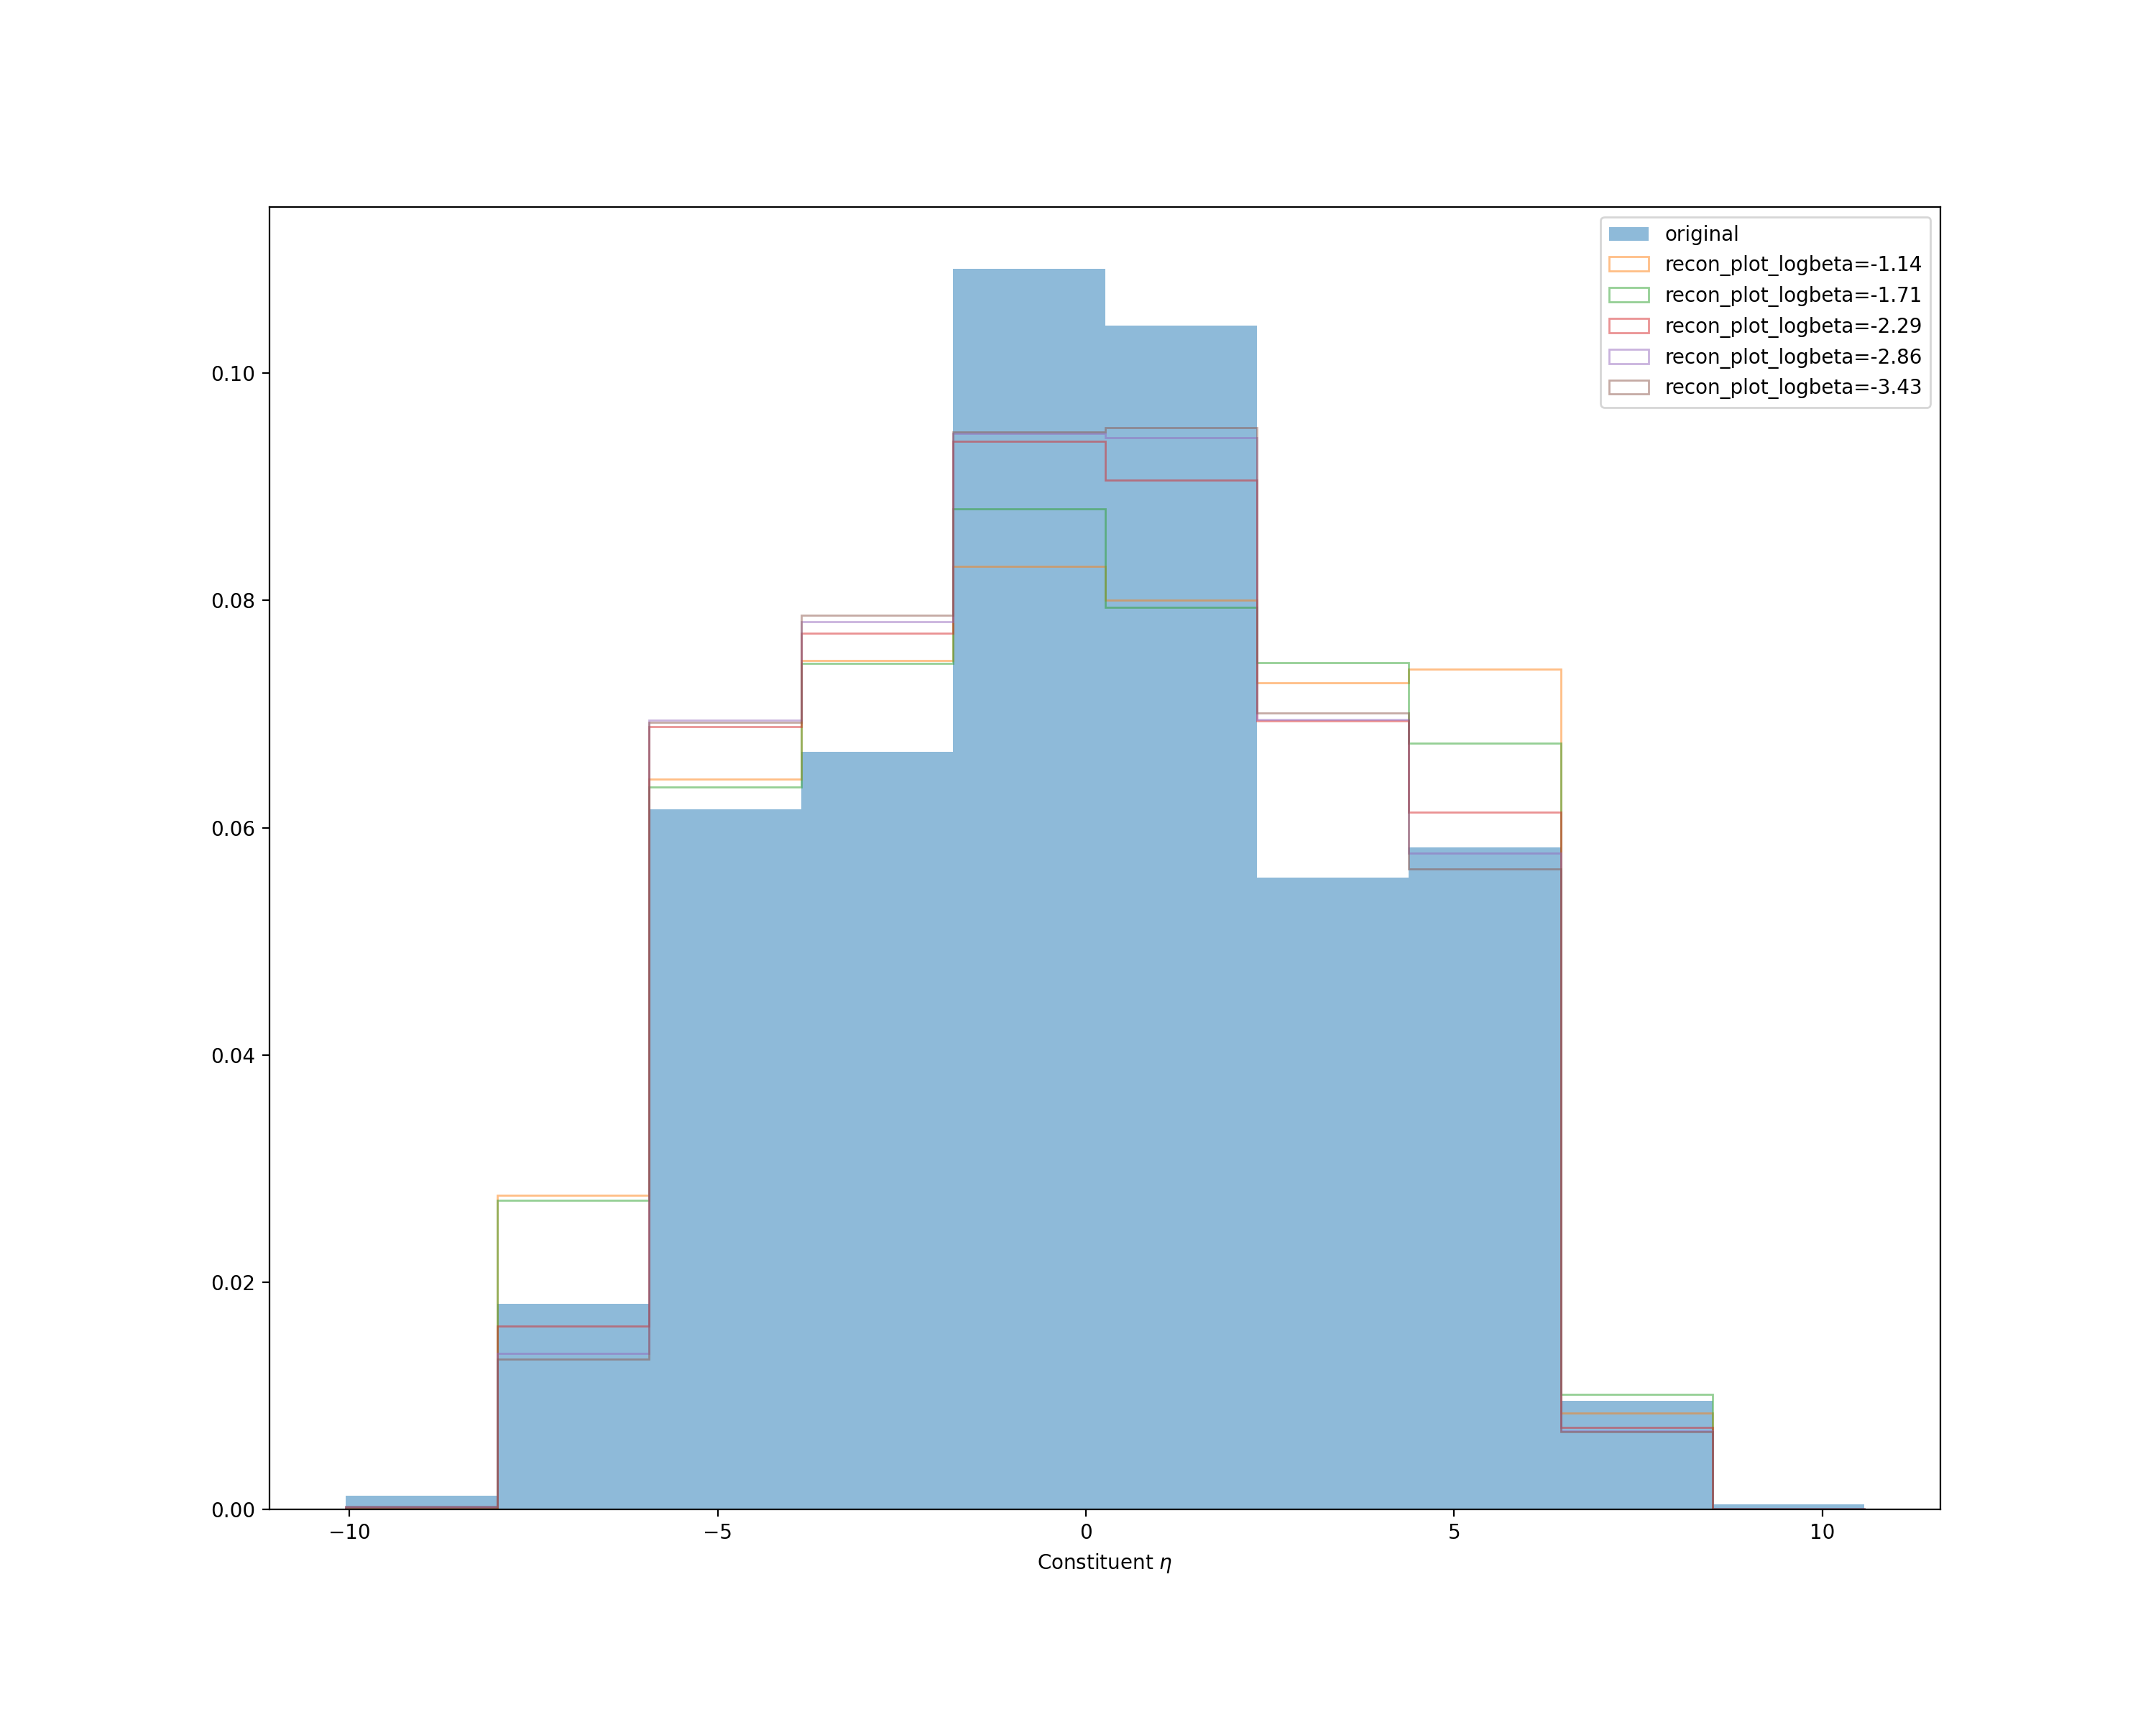 original
recon_plot_logbeta=-1.14
recon_plot_logbeta=-1.71
recon_plot_logbeta=-2.29
recon_plot_logbeta=-2.86
recon_plot_logbeta=-3.43
0.10
0.08
0.06
0.04
0.02
0.00
−10 −5 0 5 10
Constituent η